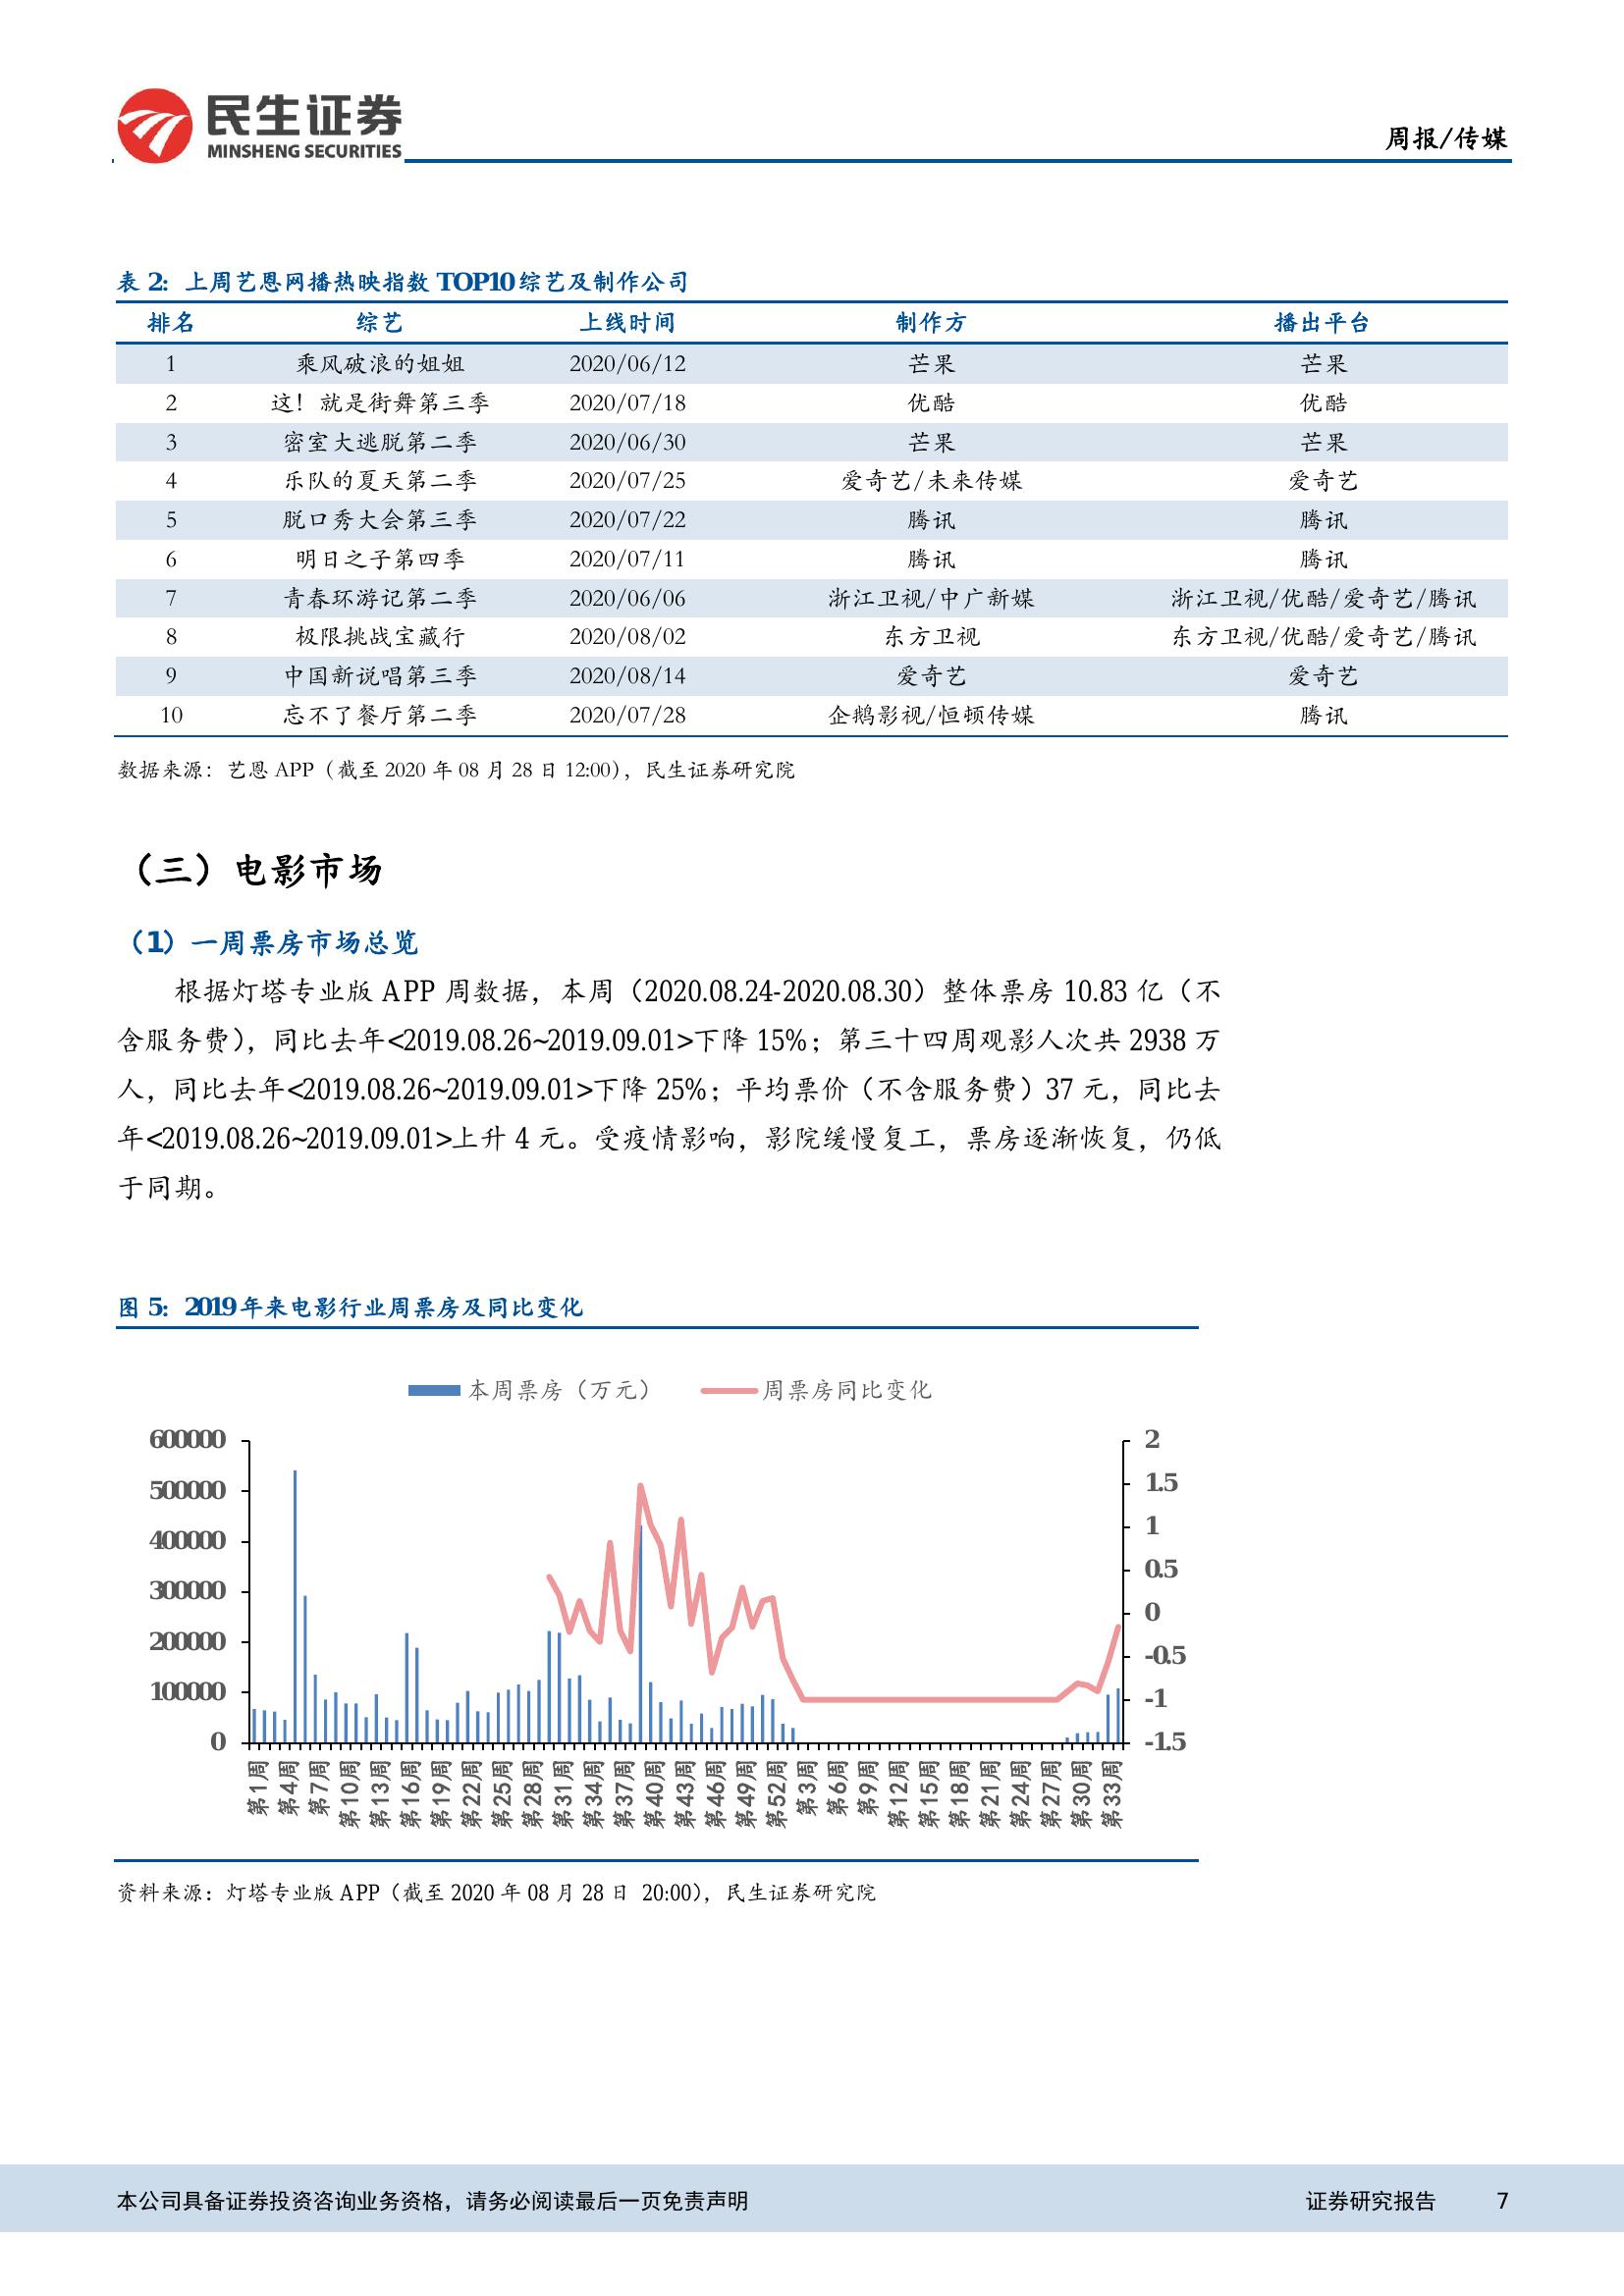 民生证券
MINSHENG SECURITIES
周报/传媒
表 2：上周艺恩网播热映指数 TOP10 综艺及制作公司
排名 综艺 上线时间 制作方 播出平台
1 乘风破浪的姐姐 2020/06/12 芒果 芒果
2 这！就是街舞第三季 2020/07/18 优酷 优酷
3 密室大逃脱第二季 2020/06/30 芒果 芒果
4 乐队的夏天第二季 2020/07/25 爱奇艺/未来传媒 爱奇艺
5 脱口秀大会第三季 2020/07/22 腾讯 腾讯
6 明日之子第四季 2020/07/11 腾讯 腾讯
7 青春环游记第二季 2020/06/06 浙江卫视/中广新媒 浙江卫视/优酷/爱奇艺/腾讯
8 极限挑战宝藏行 2020/08/02 东方卫视 东方卫视/优酷/爱奇艺/腾讯
9 中国新说唱第三季 2020/08/14 爱奇艺 爱奇艺
10 忘不了餐厅第二季 2020/07/28 企鹅影视/恒顿传媒 腾讯
数据来源：艺恩 APP（截至 2020 年 08 月 28 日 12:00），民生证券研究院
（三）电影市场
（1）一周票房市场总览
根据灯塔专业版 APP 周数据，本周（2020.08.24-2020.08.30）整体票房 10.83 亿（不
含服务费），同比去年<2019.08.26~2019.09.01>下降 15%；第三十四周观影人次共 2938 万
人，同比去年<2019.08.26~2019.09.01>下降 25%；平均票价（不含服务费）37 元，同比去
年<2019.08.26~2019.09.01>上升 4 元。受疫情影响，影院缓慢复工，票房逐渐恢复，仍低
于同期。
图 5：2019 年来电影行业周票房及同比变化
本周票房（万元） 周票房同比变化
600000 2
500000 1.5
400000 1
300000 0.5
200000 0
100000 -0.5
0 -1
-1.5
第1周 第4周 第7周 第10周 第13周 第16周 第19周 第22周 第25周 第28周 第31周 第34周 第37周 第40周 第43周 第46周 第49周 第52周 第3周 第6周 第9周 第12周 第15周 第18周 第21周 第24周 第27周 第30周 第33周
资料来源：灯塔专业版 APP（截至 2020 年 08 月 28 日 20:00），民生证券研究院
本公司具备证券投资咨询业务资格，请务必阅读最后一页免责声明 证券研究报告 7